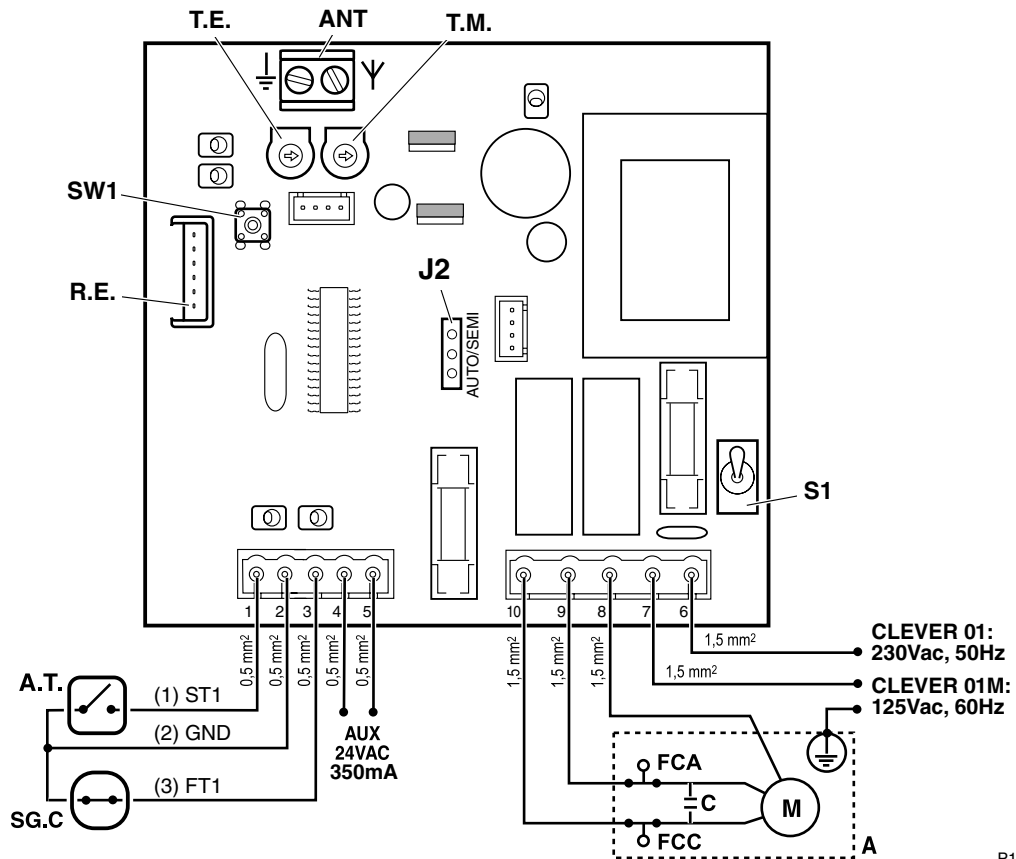 T.E.
ANT
T.M.
SW1
J2
R.E.
AUTO/SEMI
S1
1 2 3 4 5
10 9 8 7 6
0,5 mm²
0,5 mm²
0,5 mm²
0,5 mm²
0,5 mm²
1,5 mm²
1,5 mm²
1,5 mm²
1,5 mm²
1,5 mm²
CLEVER 01:
230Vac, 50Hz
CLEVER 01M:
125Vac, 60Hz
A.T.
(1) ST1
(2) GND
(3) FT1
SG.C
AUX
24VAC
350mA
FCA
C
M
FCC
A
R1